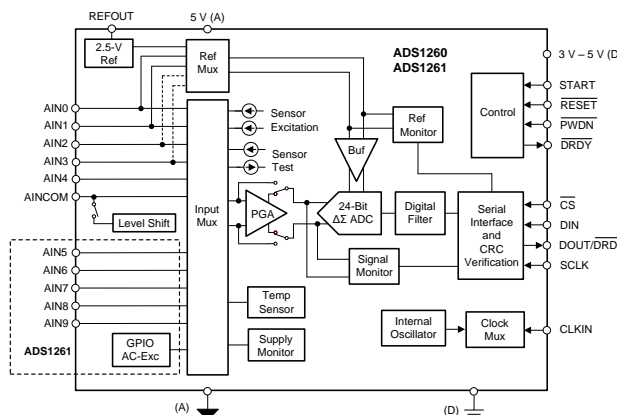 REFOUT
5 V (A)
2.5-V
Ref
Ref
Mux
ADS1260
ADS1261
3 V – 5 V (D
Control
START
RESET
PWDN
DRDY
AIN0
AIN1
AIN2
AIN3
AIN4
AINCOM
Level Shift
Sensor
Excitation
Sensor
Test
Ref
Monitor
Buf
Input
Mux
PGA
24-Bit
ΔΣ ADC
Digital
Filter
Serial
Interface
and
CRC
Verification
CS
DIN
DOUT/DRD
SCLK
Signal
Monitor
AIN5
AIN6
AIN7
AIN8
AIN9
ADS1261
GPIO
AC-Exc
Temp
Sensor
Supply
Monitor
Internal
Oscillator
Clock
Mux
CLKIN
(A)
(D)